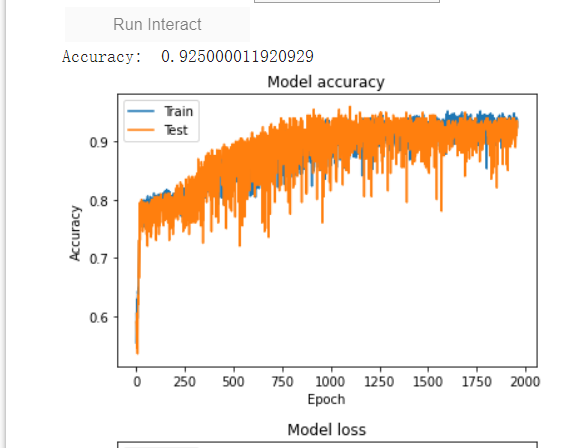 Run Interact
Accuracy: 0.925000011920929
Model accuracy
Train
Test
0.9
0.8
0.7
0.6
Accuracy
0 250 500 750 1000 1250 1500 1750 2000
Epoch
Model loss